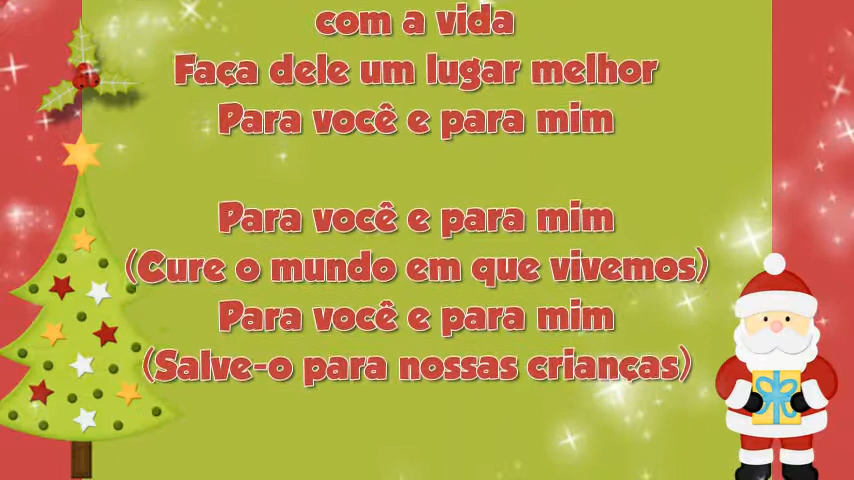 com a vida
Faça dele um lugar melhor
Para você e para mim
Para você e para mim
(Cure o mundo em que vivemos)
Para você e para mim
(Salve-o para nossas crianças)